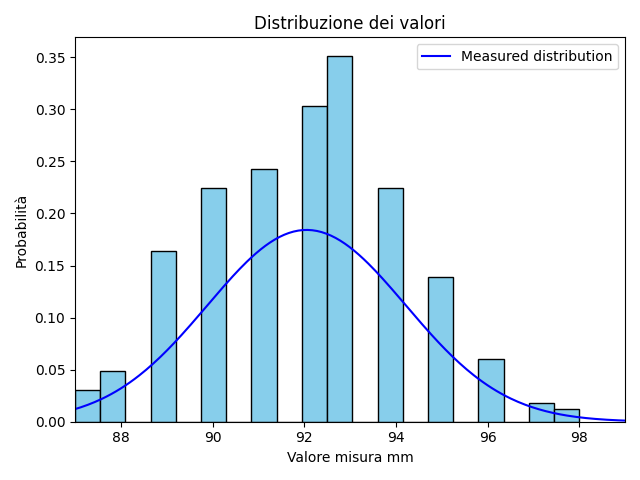 Distribuzione dei valori
Measured distribution
0.35
0.30
0.25
0.20
0.15
0.10
0.05
0.00
Probabilità
88 90 92 94 96 98
Valore misura mm